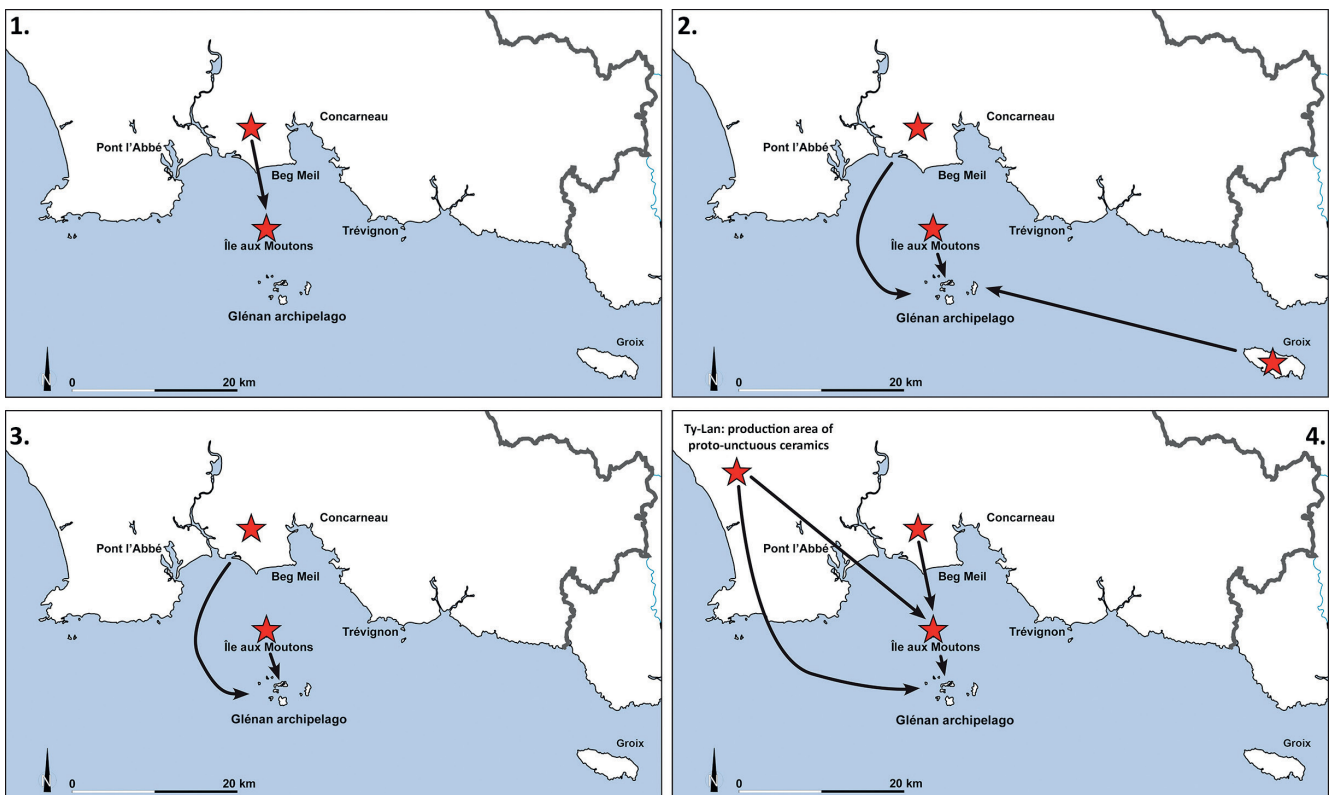 1.
Concarneau
Pont l'Abbé
Beg Meil
Trévignon
Île aux Moutons
Glénan archipelago
Groix
N
0 20 km
2.
Concarneau
Pont l'Abbé
Beg Meil
Trévignon
Île aux Moutons
Glénan archipelago
Groix
N
0 20 km
3.
Concarneau
Pont l'Abbé
Beg Meil
Trévignon
Île aux Moutons
Glénan archipelago
Groix
N
0 20 km
Ty-Lan: production area of
proto-unctuous ceramics
4.
Concarneau
Pont l'Abbé
Beg Meil
Trévignon
Île aux Moutons
Glénan archipelago
Groix
N
0 20 km